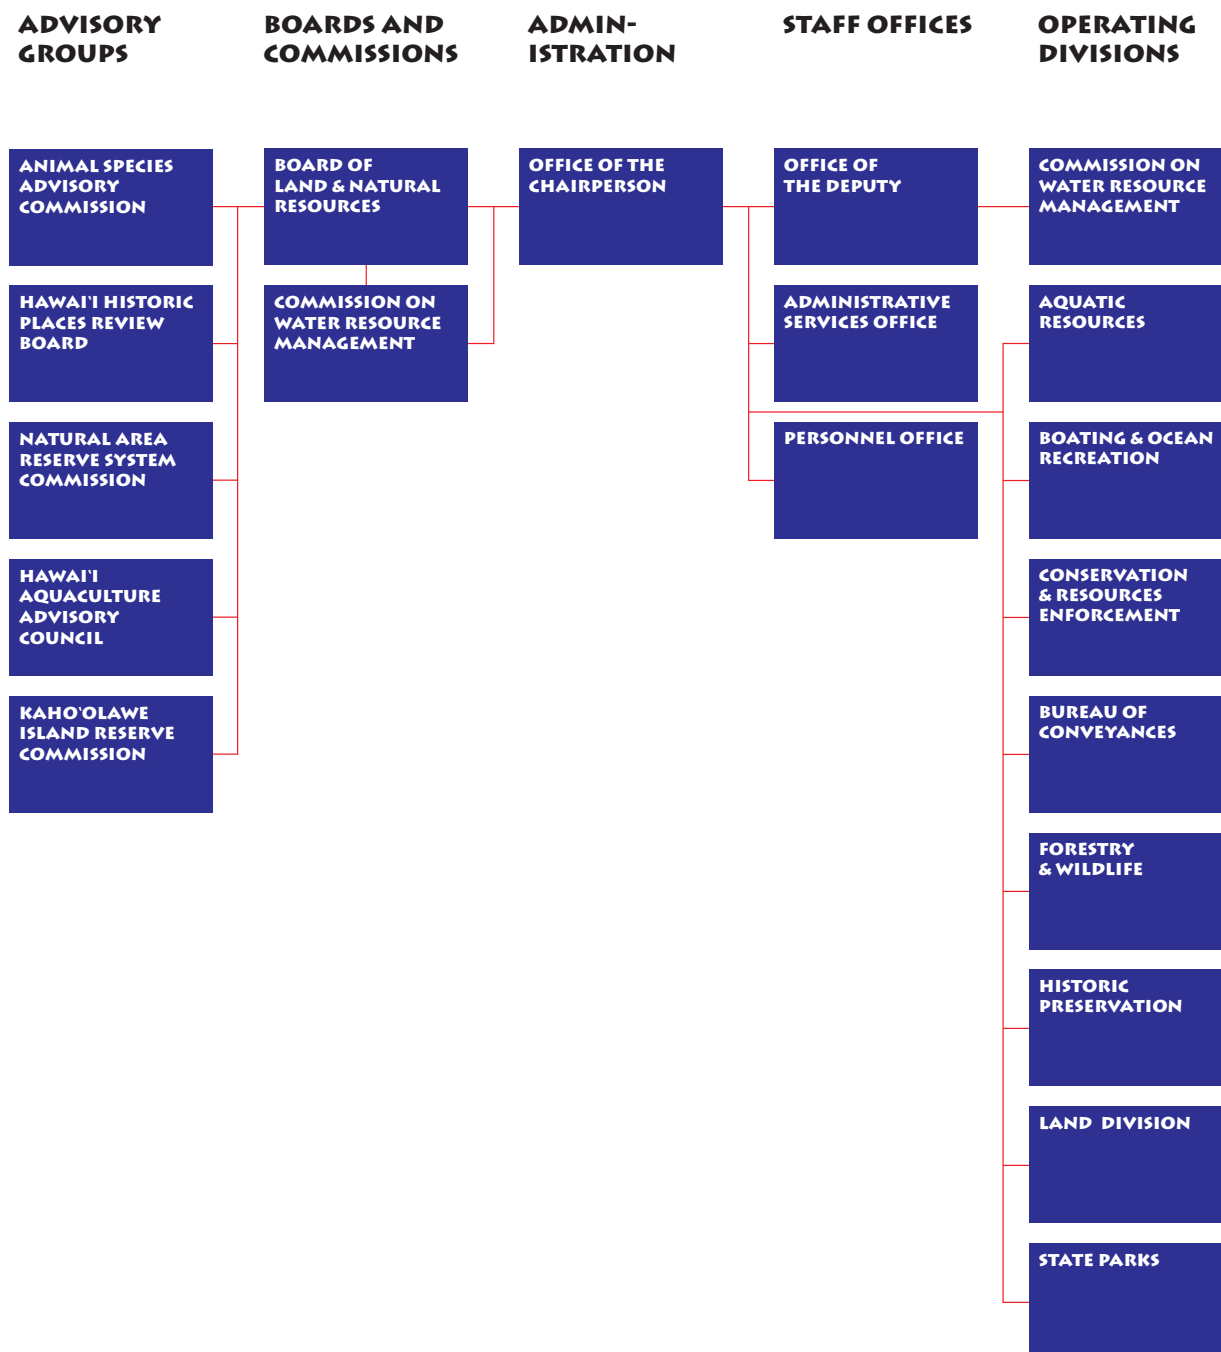 ADVISORY
GROUPS
BOARDS AND
COMMISSIONS
ADMIN-
ISTRATION
STAFF OFFICES
OPERATING
DIVISIONS
ANIMAL SPECIES
ADVISORY
COMMISSION
HAWAI‘I HISTORIC
PLACES REVIEW
BOARD
NATURAL AREA
RESERVE SYSTEM
COMMISSION
HAWAI‘I
AQUACULTURE
ADVISORY
COUNCIL
KAHO‘OLAWE
ISLAND RESERVE
COMMISSION
BOARD OF
LAND & NATURAL
RESOURCES
COMMISSION ON
WATER RESOURCE
MANAGEMENT
OFFICE OF THE
CHAIRPERSON
OFFICE OF
THE DEPUTY
ADMINISTRATIVE
SERVICES OFFICE
PERSONNEL OFFICE
COMMISSION ON
WATER RESOURCE
MANAGEMENT
AQUATIC
RESOURCES
BOATING & OCEAN
RECREATION
CONSERVATION
& RESOURCES
ENFORCEMENT
BUREAU OF
CONVEYANCES
FORESTRY
& WILDLIFE
HISTORIC
PRESERVATION
LAND DIVISION
STATE PARKS